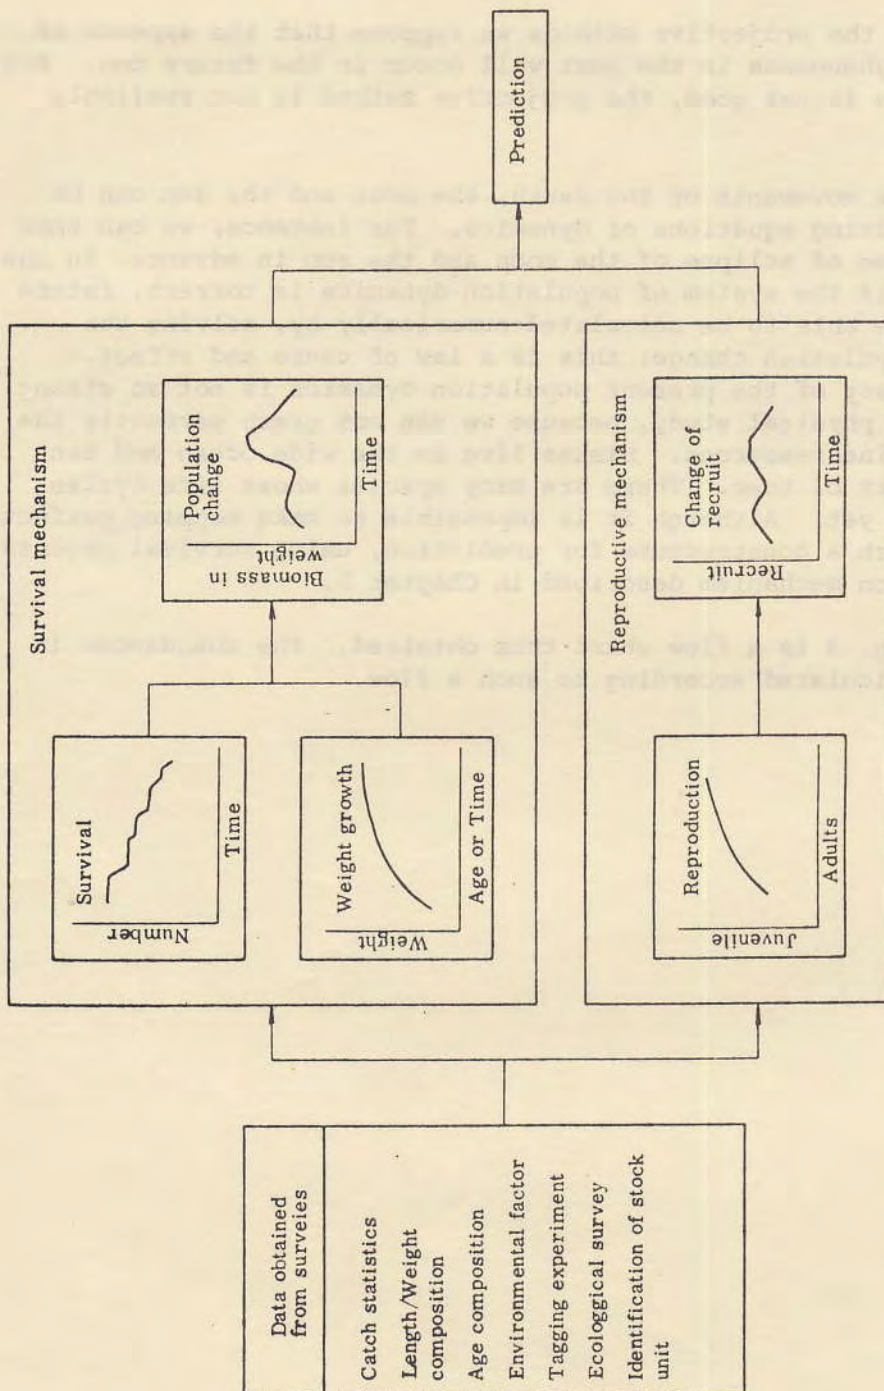 Data obtained
from surveies
Catch statistics
Length/Weight
composition
Age composition
Environmental factor
Tagging experiment
Ecologgical survey
Identification of stock
unit
Survival mechanism
Survival
Number
Time
Weight growth
Weight
Age or Time
Population
change
Biomass in
weight
Time
Reproductive mechanism
Reproduction
Juvenile
Adults
Change of
recruit
Recruit
Time
Prediction